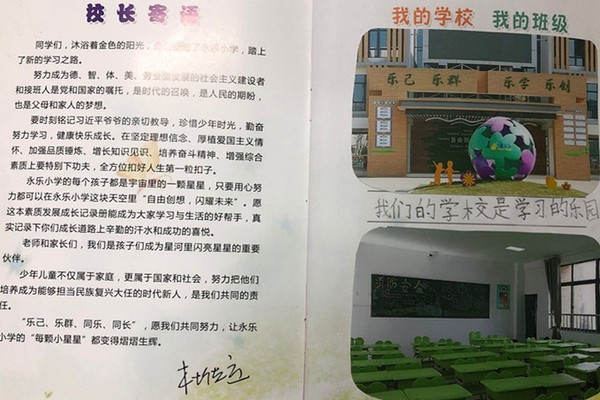 校长寄语
同学们，沐浴着金色的阳光，
永乐小学，踏上
了新的学习之路。
努力成为德、智、体、美、劳全面发展的社会主义建设者
和接班人是党和国家的嘱托，是时代的召唤，是人民的期盼，
也是父母和家人的梦想。
要时刻铭记习近平爷爷的亲切教导，珍惜少年时光，勤奋
努力学习，健康快乐成长。在坚定理想信念、厚植爱国主义情
怀、加强品质锤炼、增长知识见识、培养奋斗精神、增强综合
素质上要特别下功夫，全方位扣好人生第一粒扣子。
永乐小学的每个孩子都是宇宙里的一颗星星，只要用心努
力都可以在永乐小学这块天空里“自由创想，闪耀未来”。愿
这本素质发展成长记录册能成为大家学习与生活的好帮手，真
实记录下你们成长道路上辛勤的汗水和成功的喜悦。
老师和家长们，我们是孩子们成为星河里闪亮星星的重要
伙伴。
少年儿童不仅属于家庭，更属于国家和社会，努力把他们
培养成为能够担当民族复兴大任的时代新人，是我们共同的责
任。
“乐己、乐群、同乐、同长”，愿我们共同努力，让永乐
小学的“每颗小星星”都变得熠熠生辉。
我的学校 我的班级
乐己 乐群 乐学 乐创
我们的学校是学习的乐园
消防安全